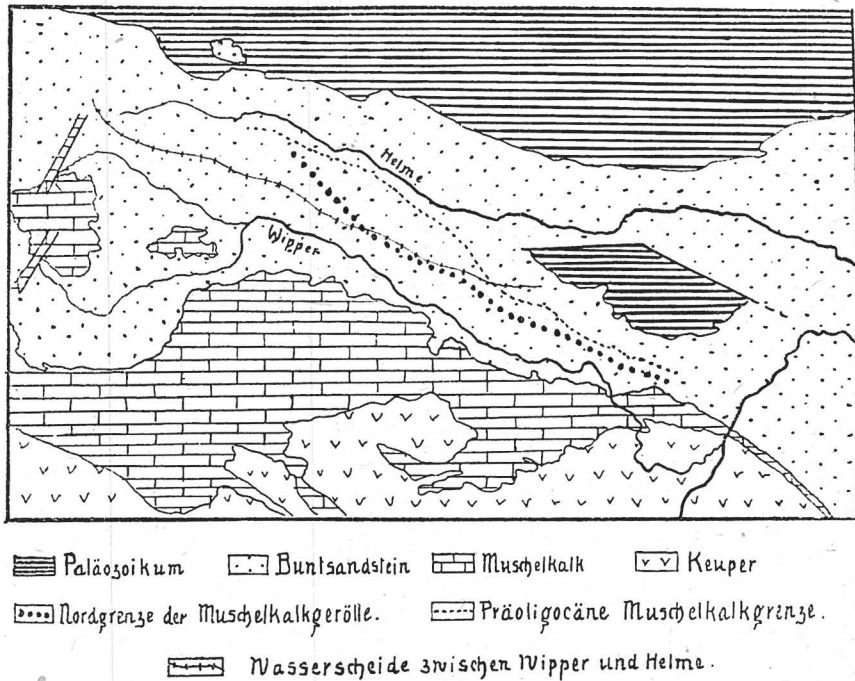 Helme
Wipper
Paläozoikum Buntsandstein Muschelkalk Keuper
Nordgrenze der Muschelkalkgerölle. Präoligocäne Muschelkalkgrenze.
Wasserscheide zwischen Wipper und Helme.